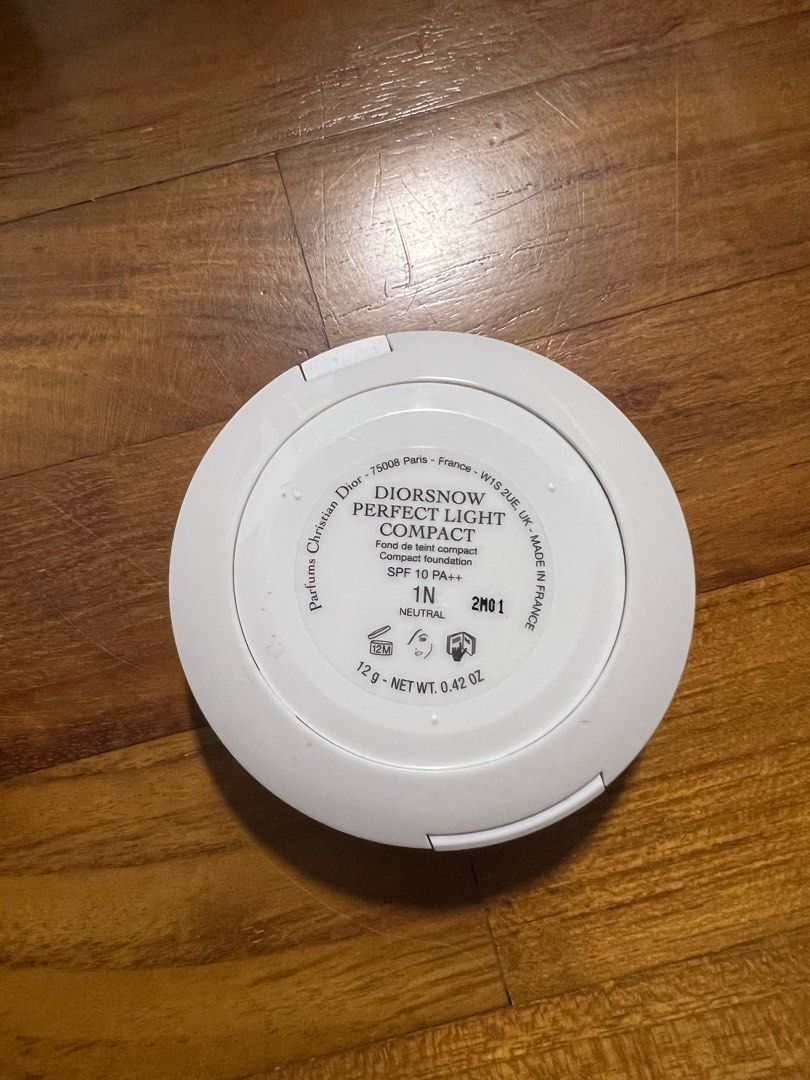 Parfums Christian Dior - 75008 Paris - France - W1S 2UE, UK - MADE IN FRANCE
DIORSNOW
PERFECT LIGHT
COMPACT
Fond de teint compact
Compact foundation
SPF 10 PA++
1N
NEUTRAL
2M01
12M
12 g - NET WT. 0.42 OZ